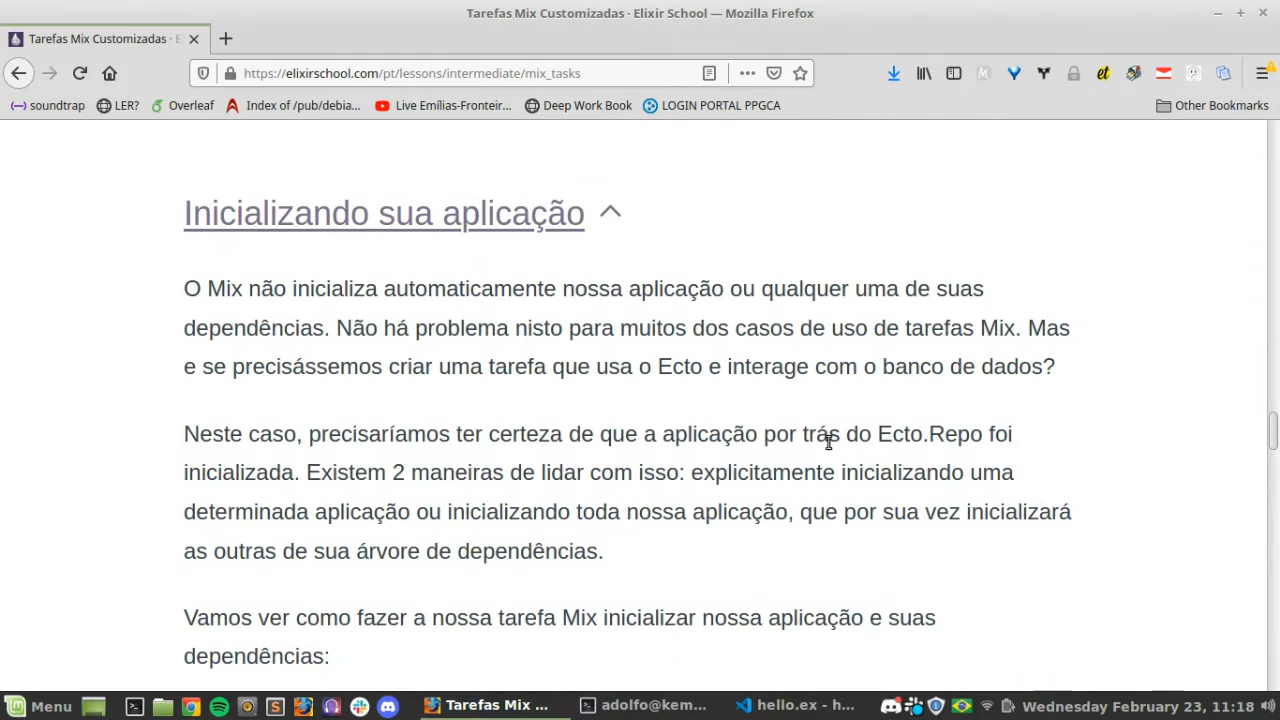 Tarefas Mix Customizadas · Elixir School — Mozilla Firefox
Tarefas Mix Customizadas · E
https://elixirschool.com/pt/lessons/intermediate/mix_tasks
soundtrap LER? Overleaf Index of /pub/debia... Live Emílias-Fronteir... Deep Work Book LOGIN PORTAL PPGCA Other Bookmarks
Inicializando sua aplicação
O Mix não inicializa automaticamente nossa aplicação ou qualquer uma de suas
dependências. Não há problema nisto para muitos dos casos de uso de tarefas Mix. Mas
e se precisássemos criar uma tarefa que usa o Ecto e interage com o banco de dados?
Neste caso, precisaríamos ter certeza de que a aplicação por trás do Ecto.Repo foi
inicializada. Existem 2 maneiras de lidar com isso: explicitamente inicializando uma
determinada aplicação ou inicializando toda nossa aplicação, que por sua vez inicializará
as outras de sua árvore de dependências.
Vamos ver como fazer a nossa tarefa Mix inicializar nossa aplicação e suas
dependências:
Menu Tarefas Mix ... adolfo@kem... hello.ex - h... Wednesday February 23, 11:18